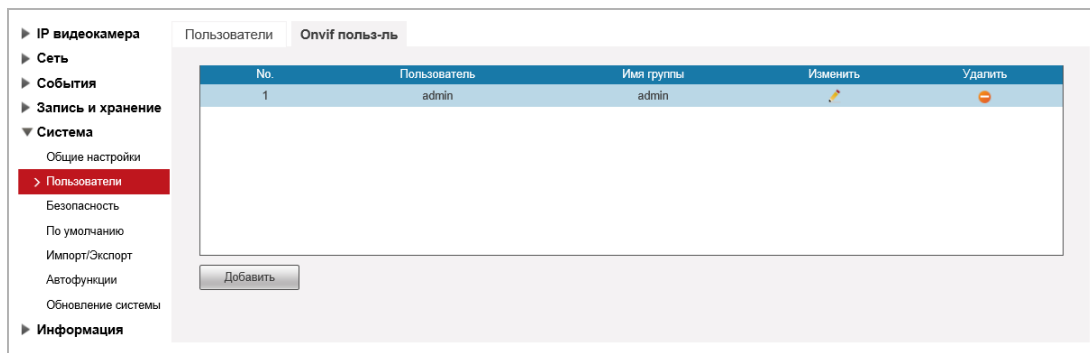 IP видеокамера
Сеть
События
Запись и хранение
Система
Общие настройки
Пользователи
Безопасность
По умолчанию
Импорт/Экспорт
Автофункции
Обновление системы
Информация
Пользователи Onvif польз-ль
No. Пользователь Имя группы Изменить Удалить
1 admin admin
Добавить